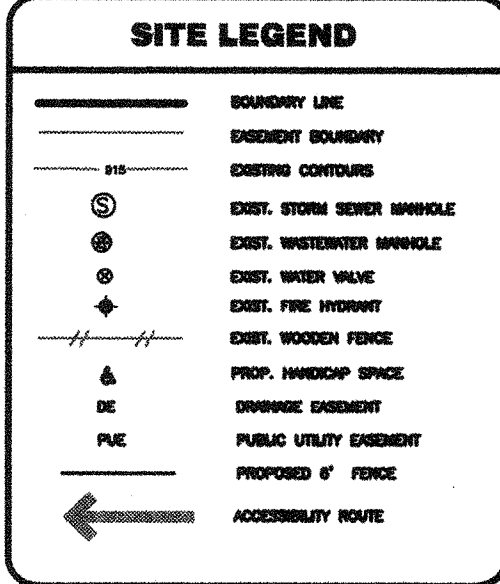 SITE LEGEND
BOUNDARY LINE
EASEMENT BOUNDARY
915 EXISTING CONTOURS
S EXIST. STORM SEWER MANHOLE
EXIST. WASTEWATER MANHOLE
EXIST. WATER VALVE
EXIST. FIRE HYDRANT
EXIST. WOODEN FENCE
PROP. HANDICAP SPACE
DE DRAINAGE EASEMENT
PUE PUBLIC UTILITY EASEMENT
PROPOSED 6' FENCE
ACCESSIBILITY ROUTE